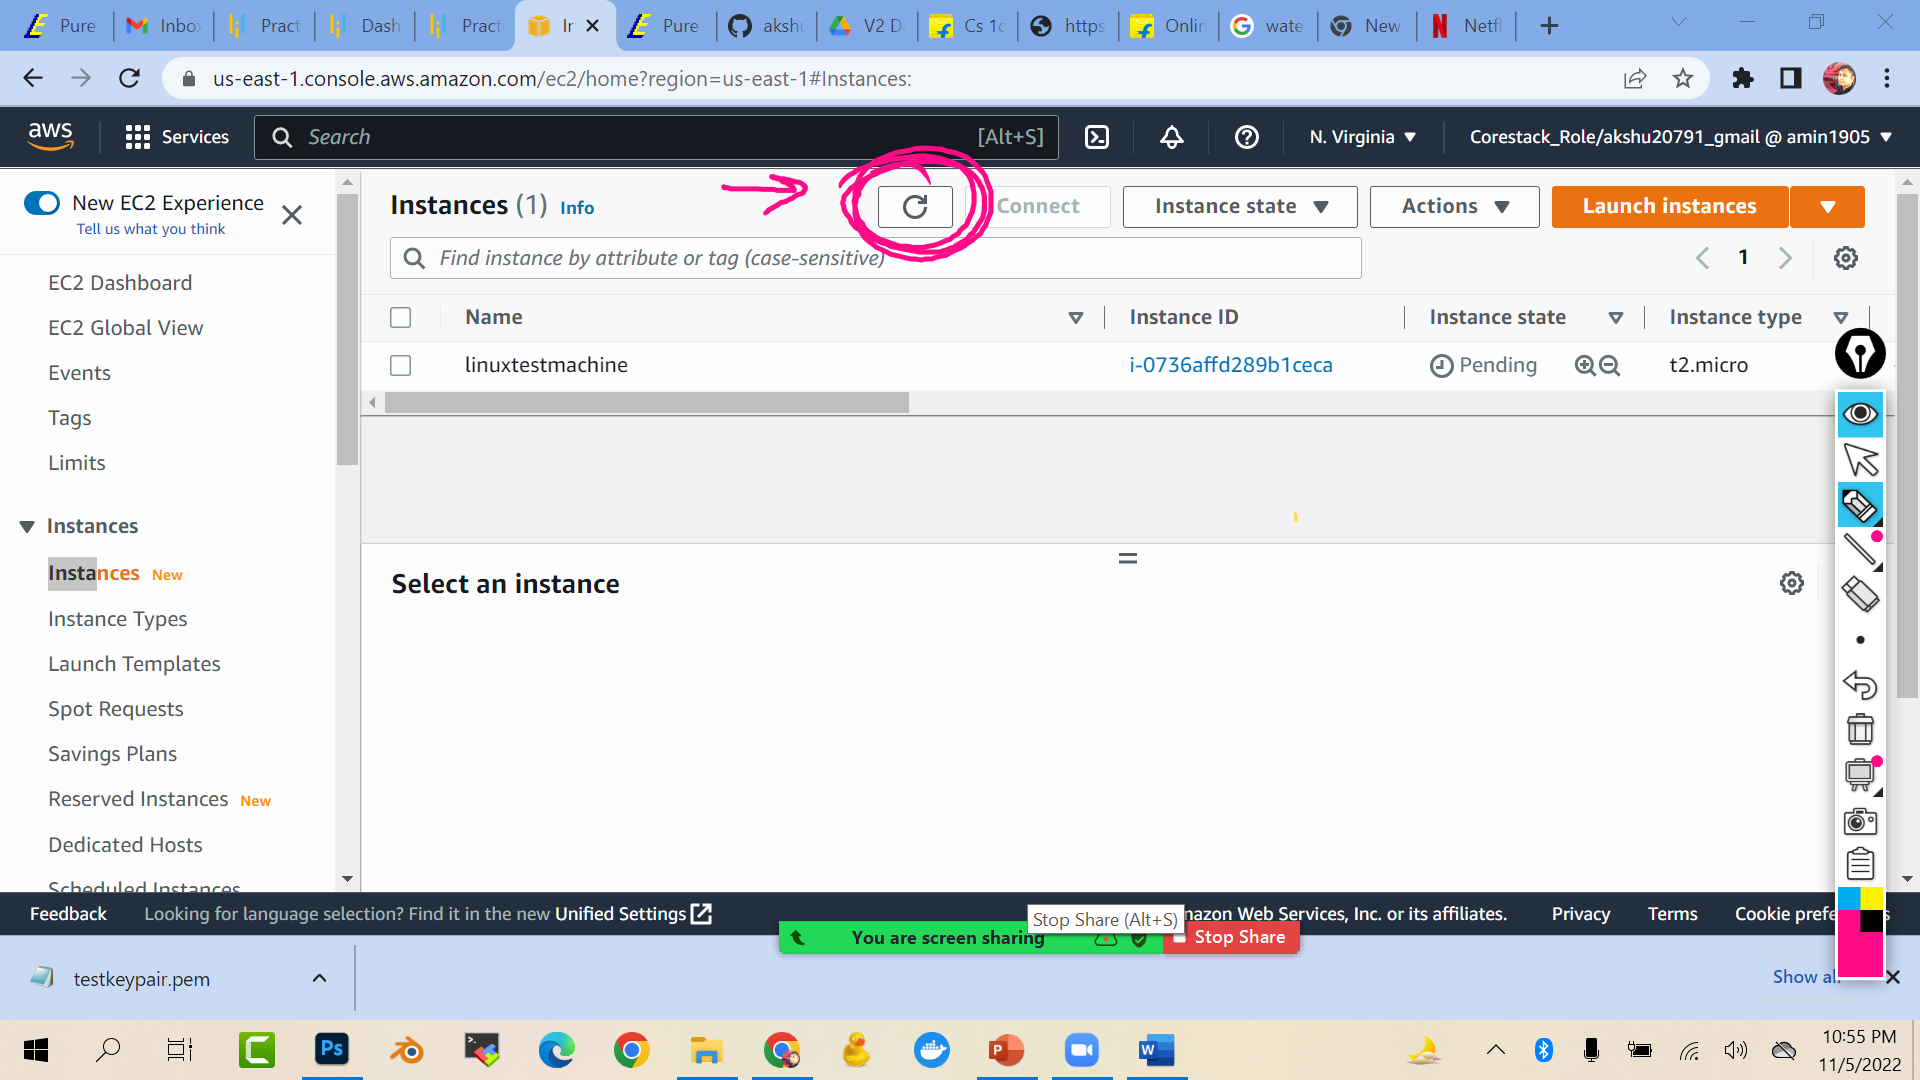 Pure
Inbo
Pract
Dash
Pract
In
Pure
akshu
V2 D
Cs 1c
https
Onlin
wate
New
Netfl
us-east-1.console.aws.amazon.com/ec2/home?region=us-east-1#Instances:
aws
Services
Search
[Alt+S]
N. Virginia
Corestack_Role/akshu20791_gmail @ amin1905
New EC2 Experience
Tell us what you think
EC2 Dashboard
EC2 Global View
Events
Tags
Limits
Instances
Instances New
Instance Types
Launch Templates
Spot Requests
Savings Plans
Reserved Instances New
Dedicated Hosts
Scheduled Instances
Instances (1) Info
Connect
Instance state
Actions
Launch instances
Find instance by attribute or tag (case-sensitive)
1
Name Instance ID Instance state Instance type
linuxtestmachine i-0736affd289b1ceca Pending t2.micro
Select an instance
Feedback
Looking for language selection? Find it in the new Unified Settings
Stop Share (Alt+S)
mazon Web Services, Inc. or its affiliates.
Privacy
Terms
Cookie prefe s
You are screen sharing
Stop Share
testkeypair.pem
Show al
Ps
P
W
10:55 PM
11/5/2022